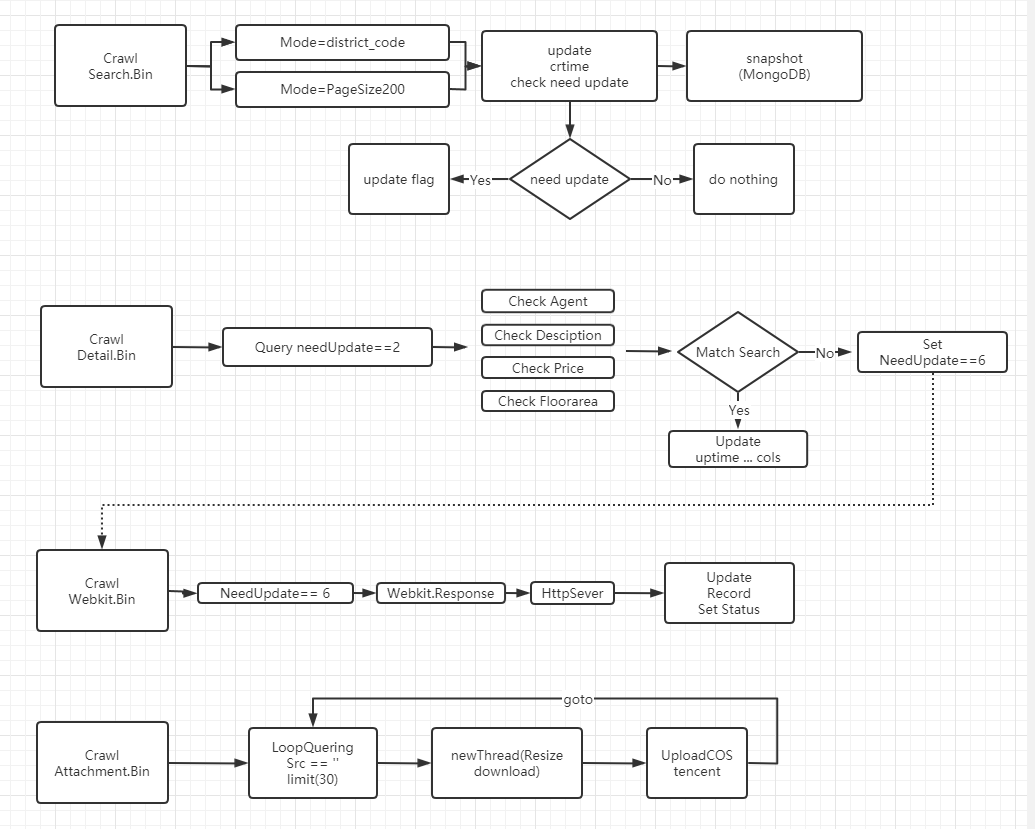 Crawl
Search.Bin
Mode=district_code
Mode=PageSize200
update
crtime
check need update
snapshot
(MongoDB)
update flag
Yes
need update
No
do nothing
Crawl
Detail.Bin
Query needUpdate==2
Check Agent
Check Desciption
Check Price
Check Floorarea
Match Search
No
Set
NeedUpdate==6
Yes
Update
uptime ... cols
Crawl
Webkit.Bin
NeedUpdate== 6
Webkit.Response
HttpSever
Update
Record
Set Status
goto
Crawl
Attachment.Bin
LoopQuering
Src == ''
limit(30)
newThread(Resize
download)
UploadCOS
tencent